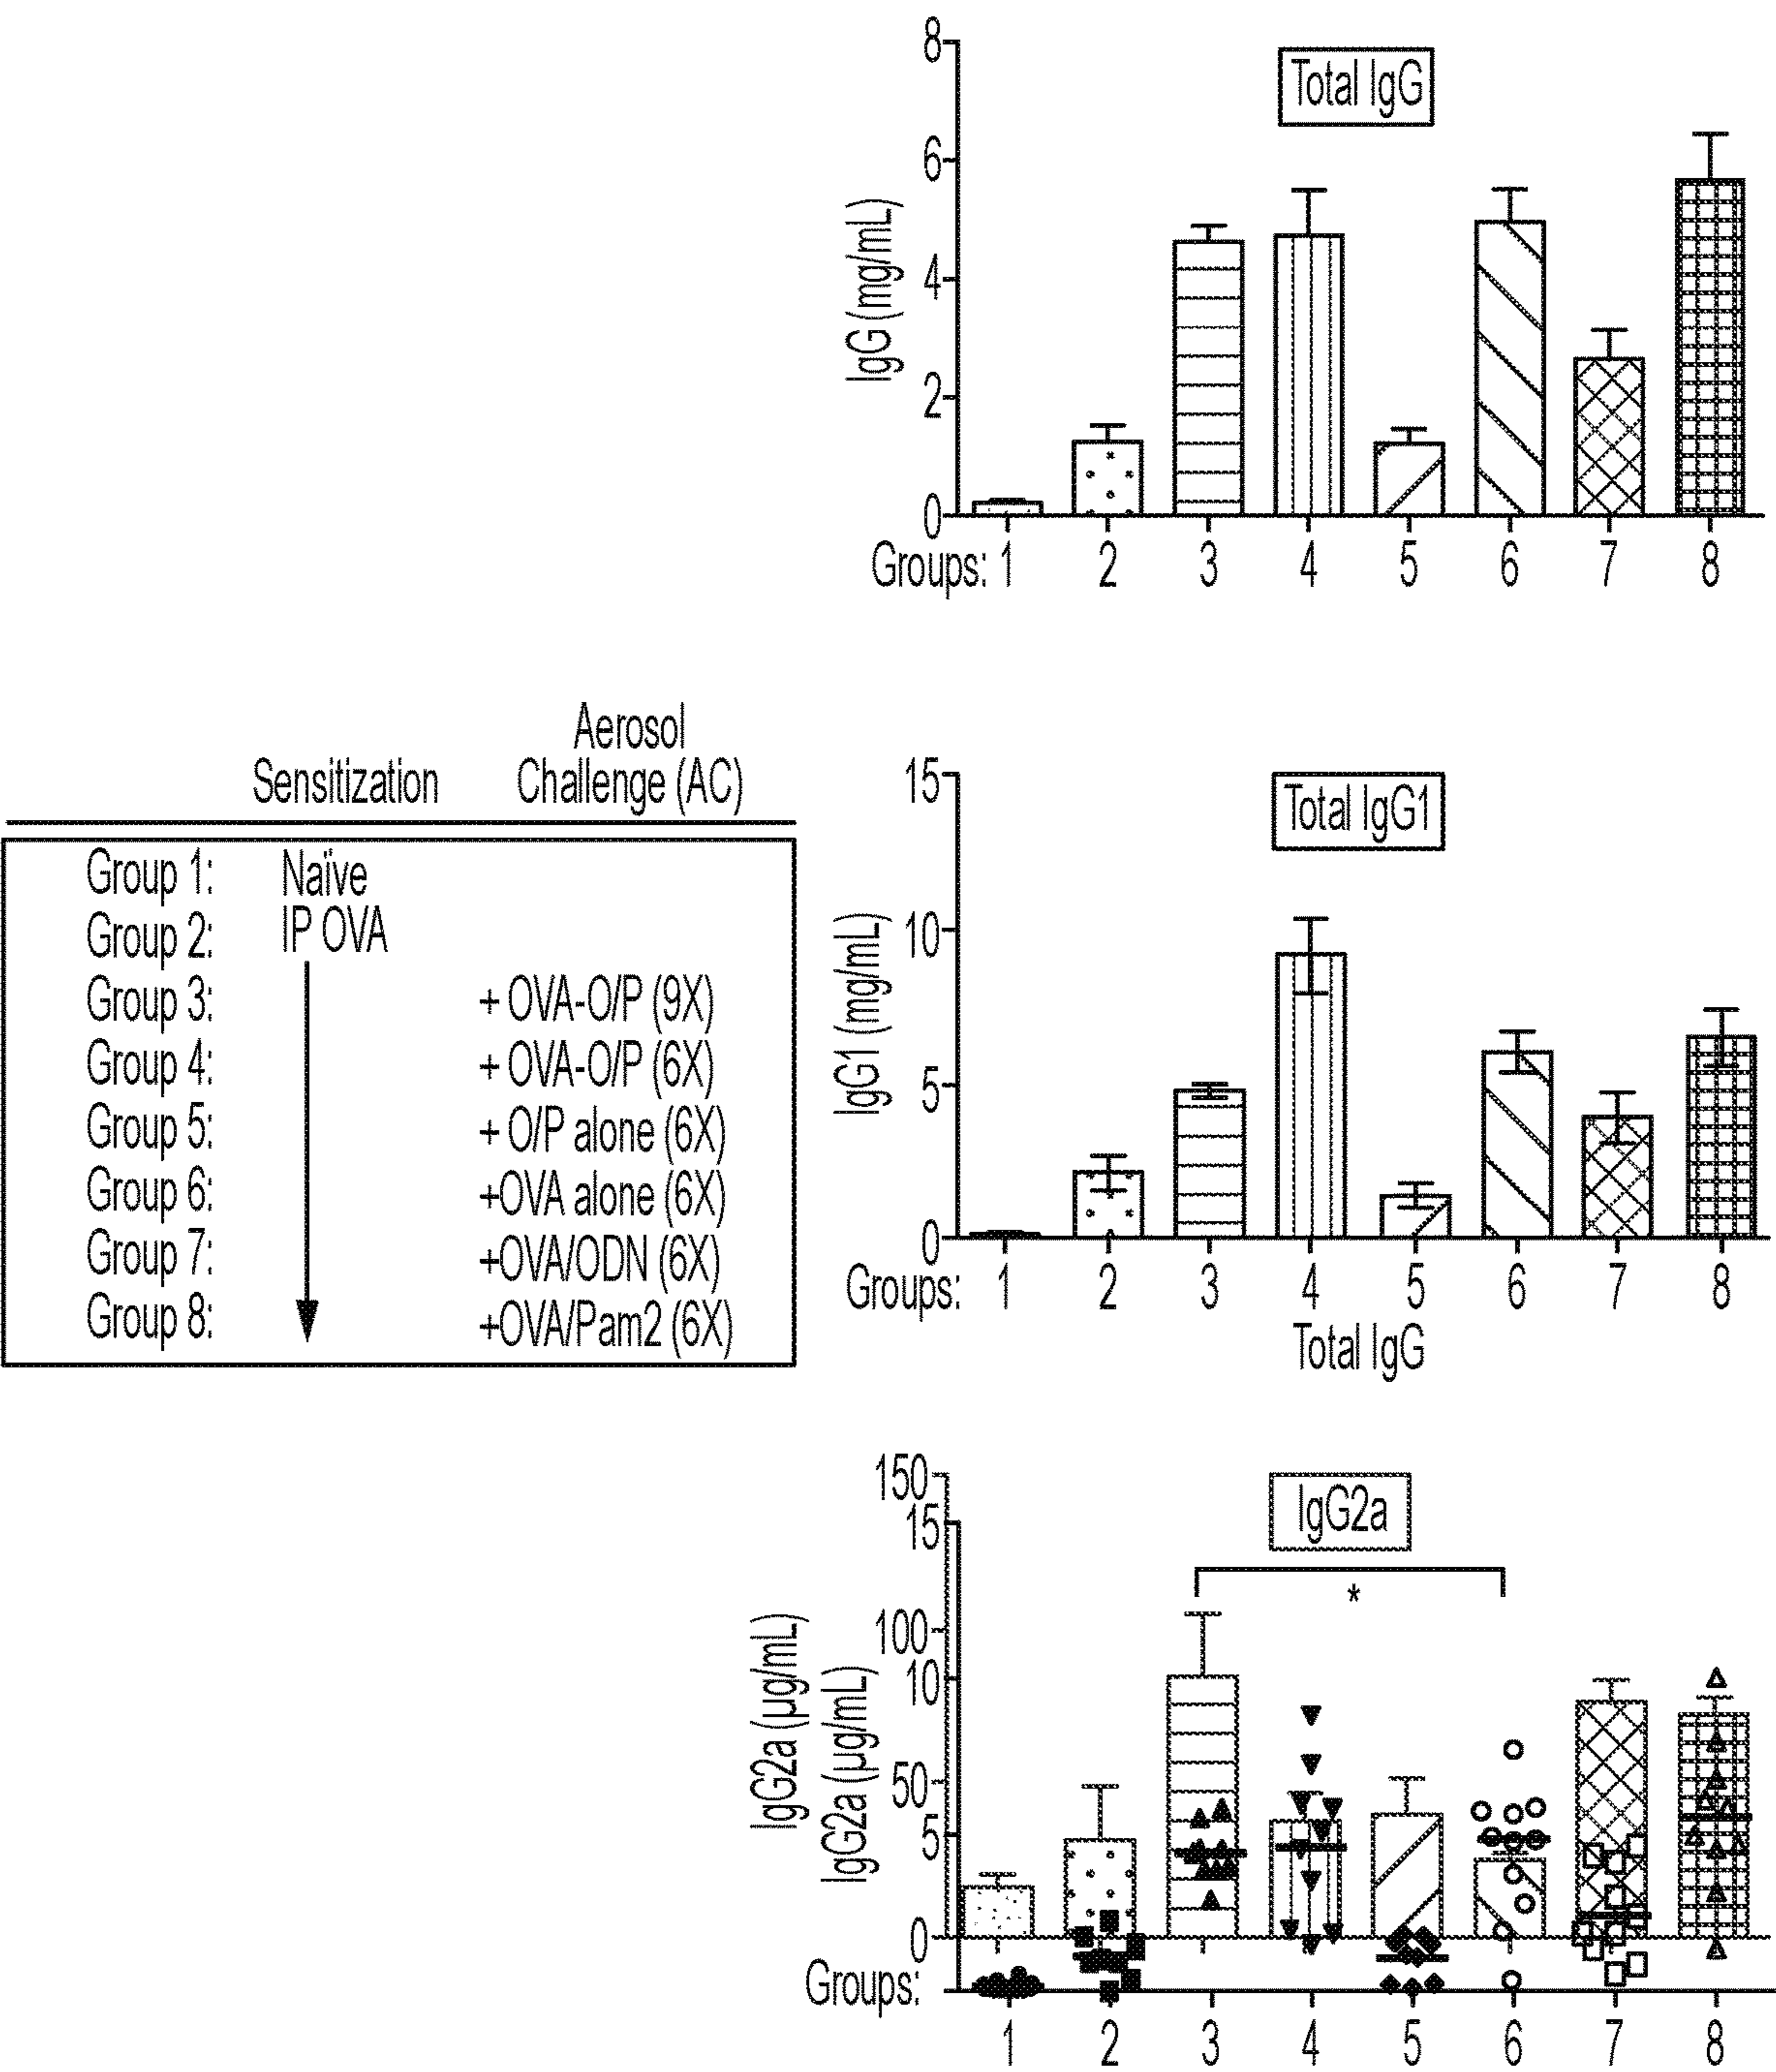 Total IgG
IgG (mg/mL)
8
6
4
2
0
Groups: 1 2 3 4 5 6 7 8
Aerosol
Sensitization Challenge (AC)
Group 1: Naïve
Group 2: IP OVA
Group 3: + OVA-O/P (9X)
Group 4: + OVA-O/P (6X)
Group 5: + O/P alone (6X)
Group 6: +OVA alone (6X)
Group 7: +OVA/ODN (6X)
Group 8: +OVA/Pam2 (6X)
Total IgG1
IgG1 (mg/mL)
15
10
5
0
Groups: 1 2 3 4 5 6 7 8
Total IgG
IgG2a
*
IgG2a (µg/mL)
IgG2a (µg/mL)
150
15
100
10
50
5
0
Groups:
1 2 3 4 5 6 7 8